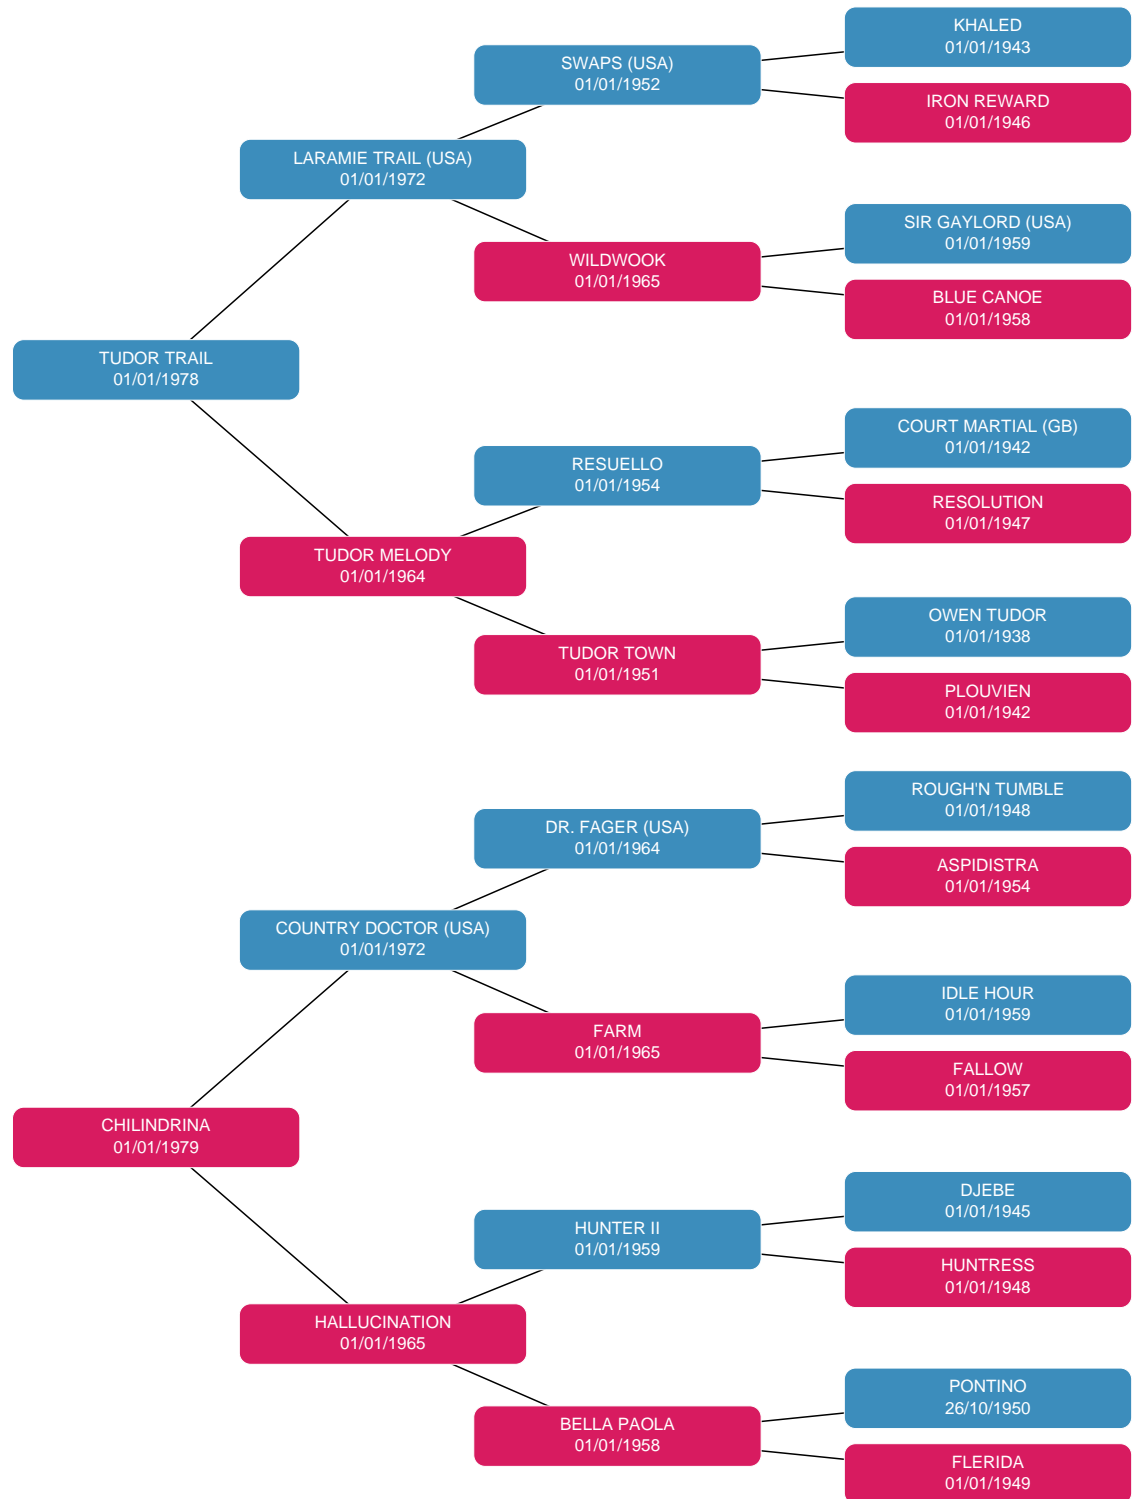 KHALED
01/01/1943
SWAPS (USA)
01/01/1952
IRON REWARD
01/01/1946
LARAMIE TRAIL (USA)
01/01/1972
SIR GAYLORD (USA)
01/01/1959
WILDWOOK
01/01/1965
BLUE CANOE
01/01/1958
TUDOR TRAIL
01/01/1978
COURT MARTIAL (GB)
01/01/1942
RESUELLO
01/01/1954
RESOLUTION
01/01/1947
TUDOR MELODY
01/01/1964
OWEN TUDOR
01/01/1938
TUDOR TOWN
01/01/1951
PLOUVIEN
01/01/1942
ROUGH'N TUMBLE
01/01/1948
DR. FAGER (USA)
01/01/1964
ASPIDISTRA
01/01/1954
COUNTRY DOCTOR (USA)
01/01/1972
IDLE HOUR
01/01/1959
FARM
01/01/1965
FALLOW
01/01/1957
CHILINDRINA
01/01/1979
DJEBE
01/01/1945
HUNTER II
01/01/1959
HUNTRESS
01/01/1948
HALLUCINATION
01/01/1965
PONTINO
26/10/1950
BELLA PAOLA
01/01/1958
FLERIDA
01/01/1949